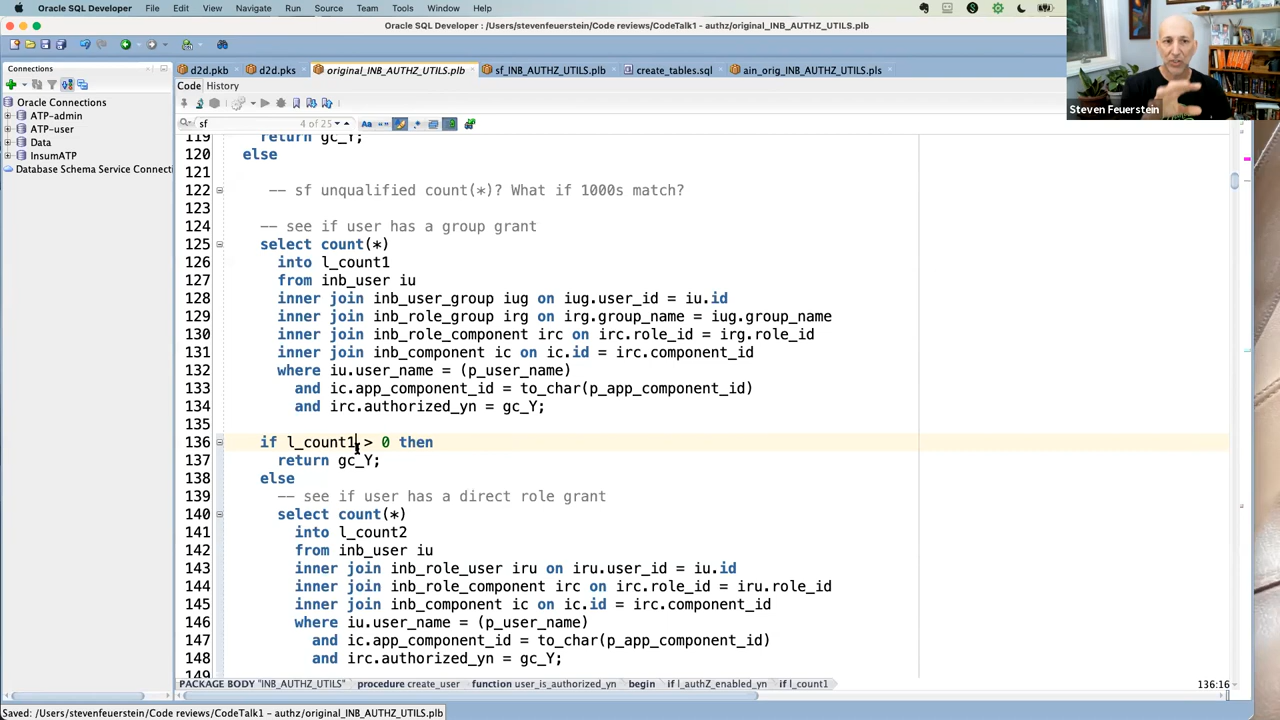 Oracle SQL Developer File Edit View Navigate Run Source Team Tools Window Help
Oracle SQL Developer : /Users/stevenfeuerstein/Code reviews/CodeTalk1 - authz/original_INB_AUTHZ_UTILS.plb
Steven Feuerstein
Connections
d2d.pkb d2d.pks original_INB_AUTHZ_UTILS.plb sf_INB_AUTHZ_UTILS.plb create_tables.sql ain_orig_INB_AUTHZ_UTILS.pls
Code History
sf 4 of 25 Aa
Oracle Connections
ATP-admin
ATP-user
Data
InsumATP
Database Schema Service Connecti
119 return gc_Y;
120 else
121
122 -- sf unqualified count(*)? What if 1000s match?
123
124 -- see if user has a group grant
125 select count(*)
126 into l_count1
127 from inb_user iu
128 inner join inb_user_group iug on iug.user_id = iu.id
129 inner join inb_role_group irg on irg.group_name = iug.group_name
130 inner join inb_role_component irc on irc.role_id = irg.role_id
131 inner join inb_component ic on ic.id = irc.component_id
132 where iu.user_name = (p_user_name)
133 and ic.app_component_id = to_char(p_app_component_id)
134 and irc.authorized_yn = gc_Y;
135
136 if l_count1 > 0 then
137 return gc_Y;
138 else
139 -- see if user has a direct role grant
140 select count(*)
141 into l_count2
142 from inb_user iu
143 inner join inb_role_user iru on iru.user_id = iu.id
144 inner join inb_role_component irc on irc.role_id = iru.role_id
145 inner join inb_component ic on ic.id = irc.component_id
146 where iu.user_name = (p_user_name)
147 and ic.app_component_id = to_char(p_app_component_id)
148 and irc.authorized_yn = gc_Y;
149
PACKAGE BODY "INB_AUTHZ_UTILS" procedure create_user function user_is_authorized_yn begin if l_authZ_enabled_yn if l_count1 136:16
Saved: /Users/stevenfeuerstein/Code reviews/CodeTalk1 - authz/original_INB_AUTHZ_UTILS.plb